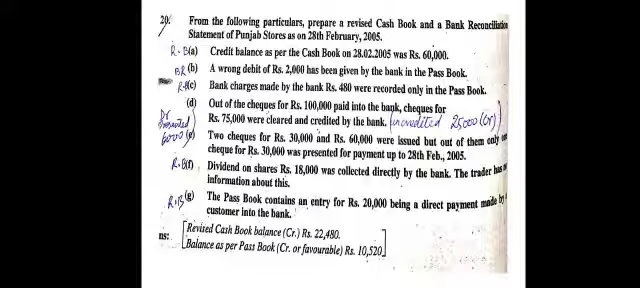 20. From the following particulars, prepare a revised Cash Book and a Bank Reconciliation
Statement of Punjab Stores as on 28th February, 2005.
R.B (a) Credit balance as per the Cash Book on 28.02.2005 was Rs. 60,000.
BR (b) A wrong debit of Rs. 2,000 has been given by the bank in the Pass Book.
R.B (c) Bank charges made by the bank Rs. 480 were recorded only in the Pass Book.
(d) Out of the cheques for Rs. 100,000 paid into the bank, cheques for
Rs. 75,000 were cleared and credited by the bank. (uncredited 25000 (Cr))
(e) Two cheques for Rs. 30,000 and Rs. 60,000 were issued but out of them only
cheque for Rs. 30,000 was presented for payment up to 28th Feb., 2005.
R.B (f) Dividend on shares Rs. 18,000 was collected directly by the bank. The trader has
information about this.
R.B (g) The Pass Book contains an entry for Rs. 20,000 being a direct payment made by
customer into the bank.
ns: [Revised Cash Book balance (Cr.) Rs. 22,480.
Balance as per Pass Book (Cr. or favourable) Rs. 10,520]